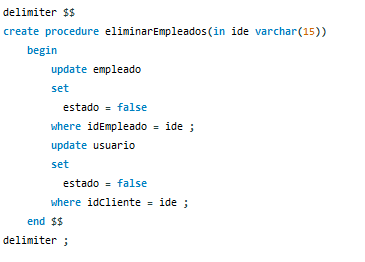 delimiter $$
create procedure eliminarEmpleados(in ide varchar(15))
begin
update empleado
set
estado = false
where idEmpleado = ide ;
update usuario
set
estado = false
where idCliente = ide ;
end $$
delimiter ;